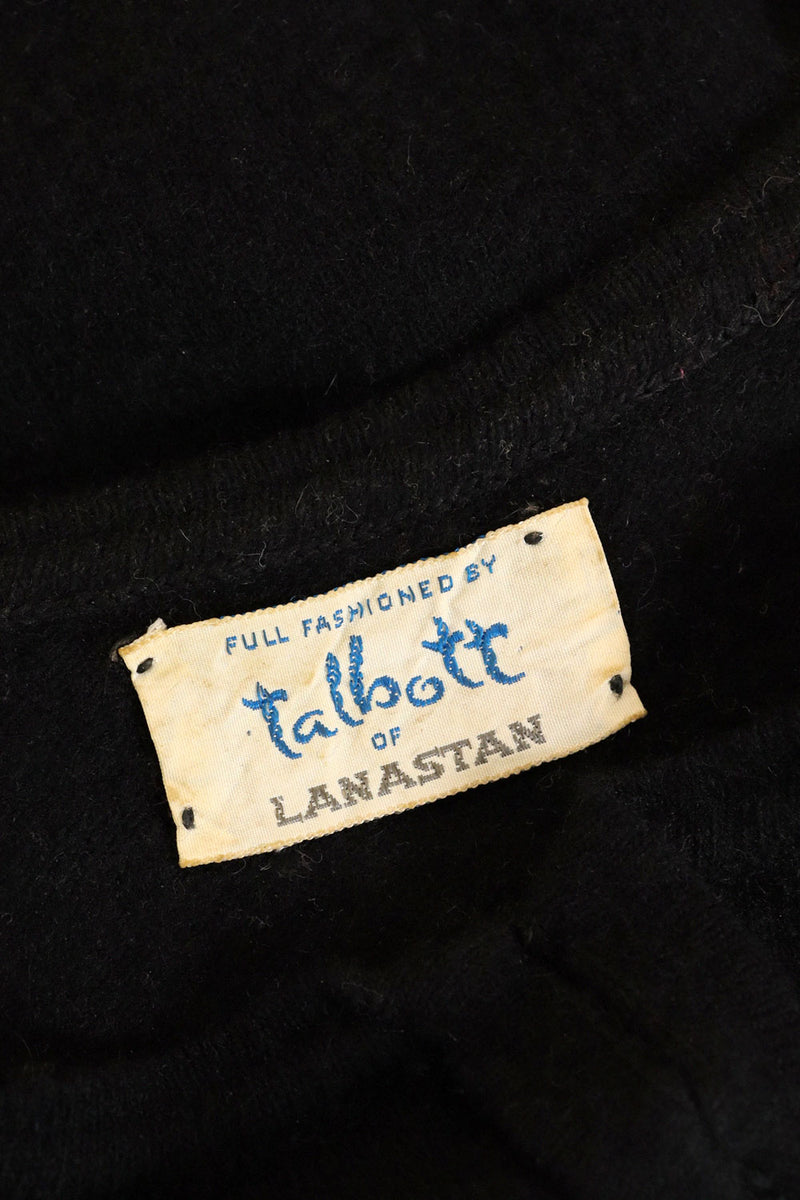 FULL FASHIONED BY
talbott
OF
LANASTAN